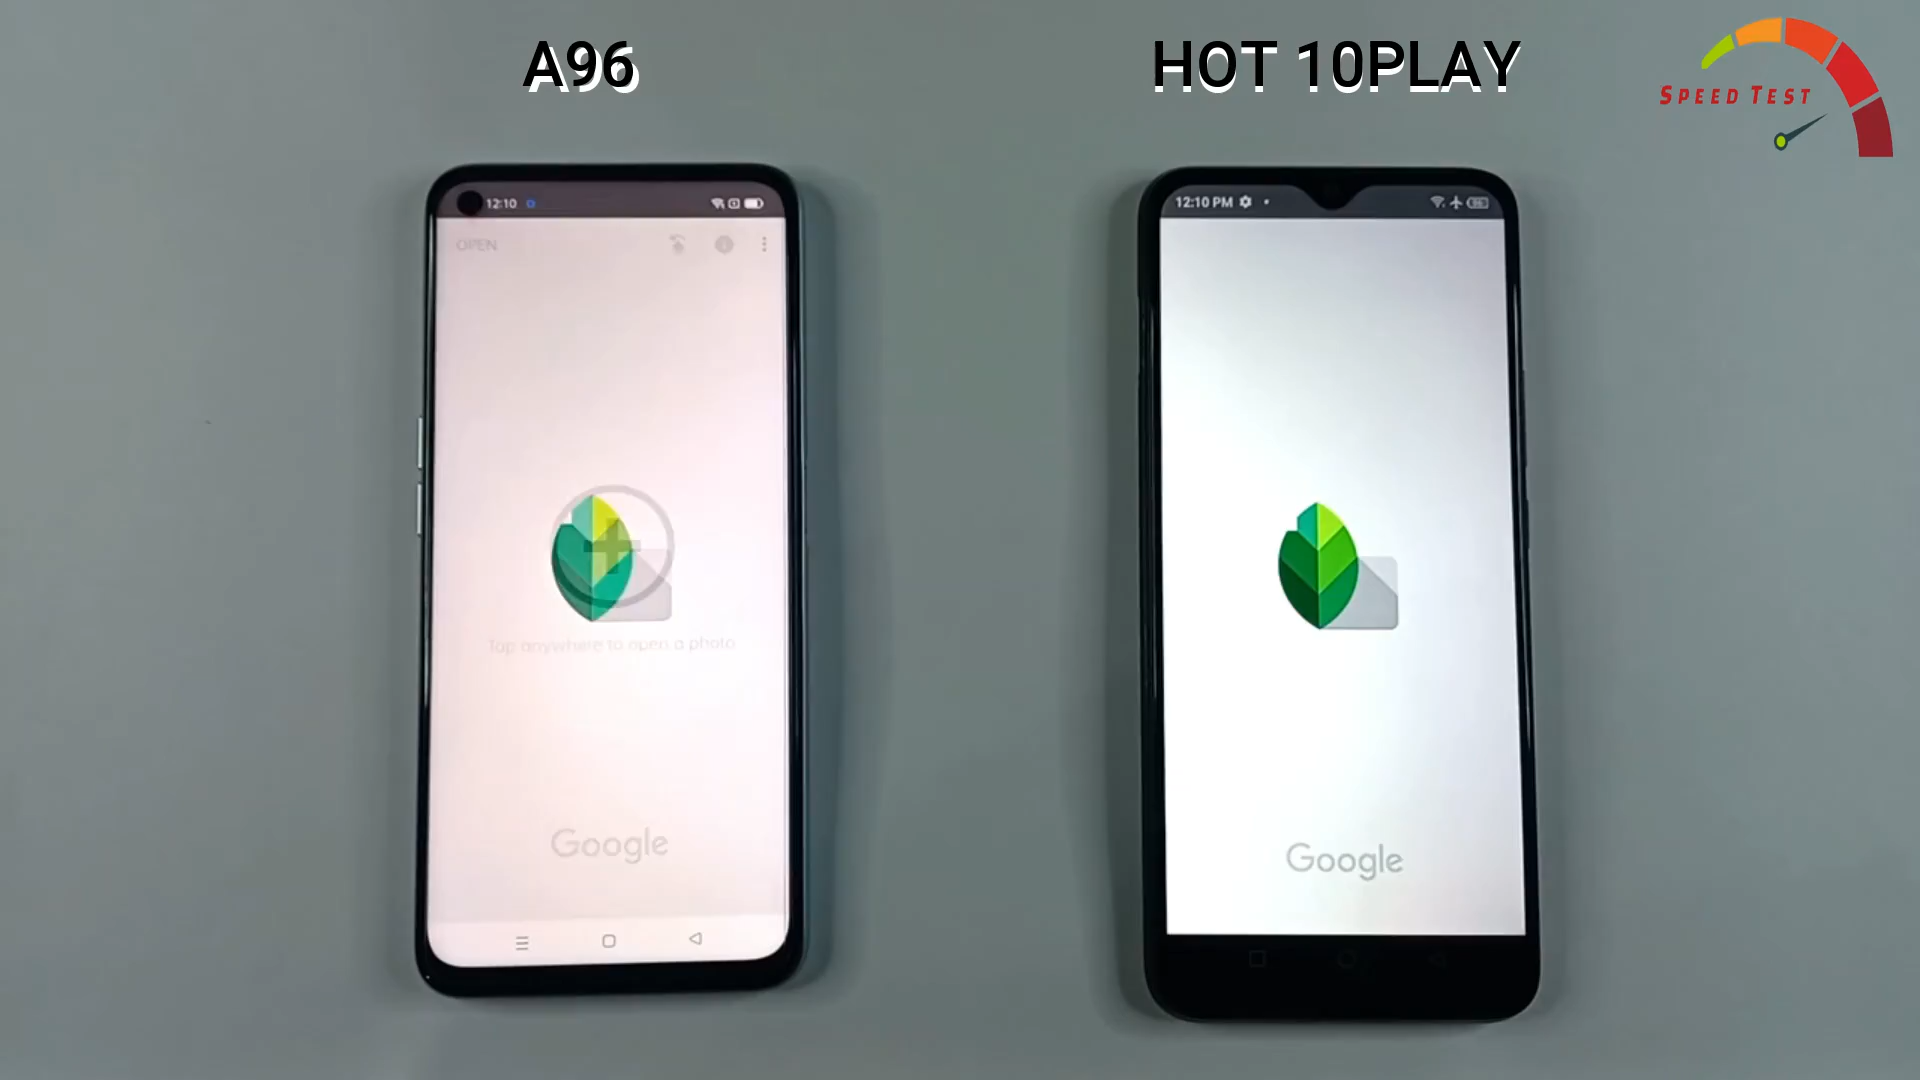 A96
HOT 10PLAY
SPEED TEST
12:10
OPEN
Tap anywhere to open a photo
Google
12:10 PM
Google